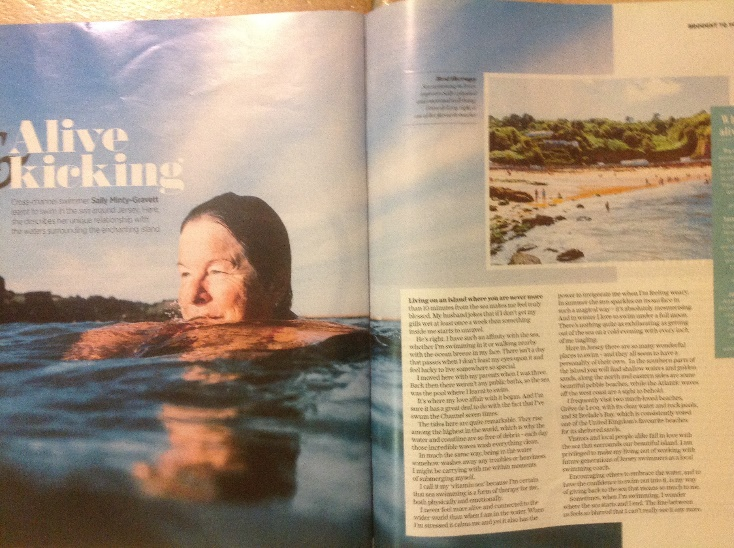 & Alive
kicking
Cross-channel swimmer Sally Minty-Gravett
swim in the sea around Jersey. Here,
she describes her unique relationship with
the waters surrounding the enchanting island
BROUGHT TO
Living on an island where you are never more
than 10 minutes from the sea makes me feel truly
blessed. My husband jokes that if I don't get my
gills wet at least once a week then something
inside me starts to unravel.
He's right. I have such an affinity with the sea,
whether I'm swimming in it or walking nearby
with the ocean breeze in my face. There isn't a day
that passes when I don't feast my eyes upon it and
feel lucky to live somewhere so special.
I moved here with my parents when I was three.
Back then there weren't any public baths, so the sea
was the pool where I learnt to swim.
It's where my love affair with it began. And I'm
sure it has a great deal to do with the fact that I've
swum the Channel seven times.
The tides here are quite remarkable. They rise
among the highest in the world, which is why the
water and coastline are so free of debris – each day
those incredible waves wash everything clean.
In much the same way, being in the water
somehow washes away any troubles or heaviness
I might be carrying with me within moments
of submerging myself.
I call it my 'vitamin sea' because I'm certain
that sea swimming is a form of therapy for me,
both physically and emotionally.
I never feel more alive and connected to the
water world than when I am in the water. When
I'm stressed it calms me and yet it also has the
power to invigorate me when I'm feeling weary.
In summer the sun sparkles on its surface in
such a magical way – it's absolutely mesmerising.
And in winter I love to swim under a full moon.
There's nothing quite as exhilarating as getting
out of the sea on a cold evening with every inch
of me tingling.
Here in Jersey there are so many wonderful
places to swim – and they all seem to have a
personality of their own. In the southern parts of
the island you will find shallow waters and golden
sands, along the north and eastern sides are some
beautiful pebble beaches, while the Atlantic waves
off the west coast are a sight to behold.
I frequently visit two much-loved beaches,
Grève de Lecq, with its clear water and rock pools,
and St Brelade's Bay, which is consistently voted
one of the United Kingdom's favourite beaches
for its sheltered sands.
Visitors and local people alike fall in love with
the sea that surrounds our beautiful island. I am
privileged to make my living out of working with
future generations of Jersey swimmers as a
swimming coach.
Encouraging others to embrace the water, and to
have the confidence to swim out into it, is my way
of giving back to the sea that means so much to me.
Sometimes, when I'm swimming, I wonder
where the sea starts and I end. The line between
us feels so blurred that I can't really see it any more.